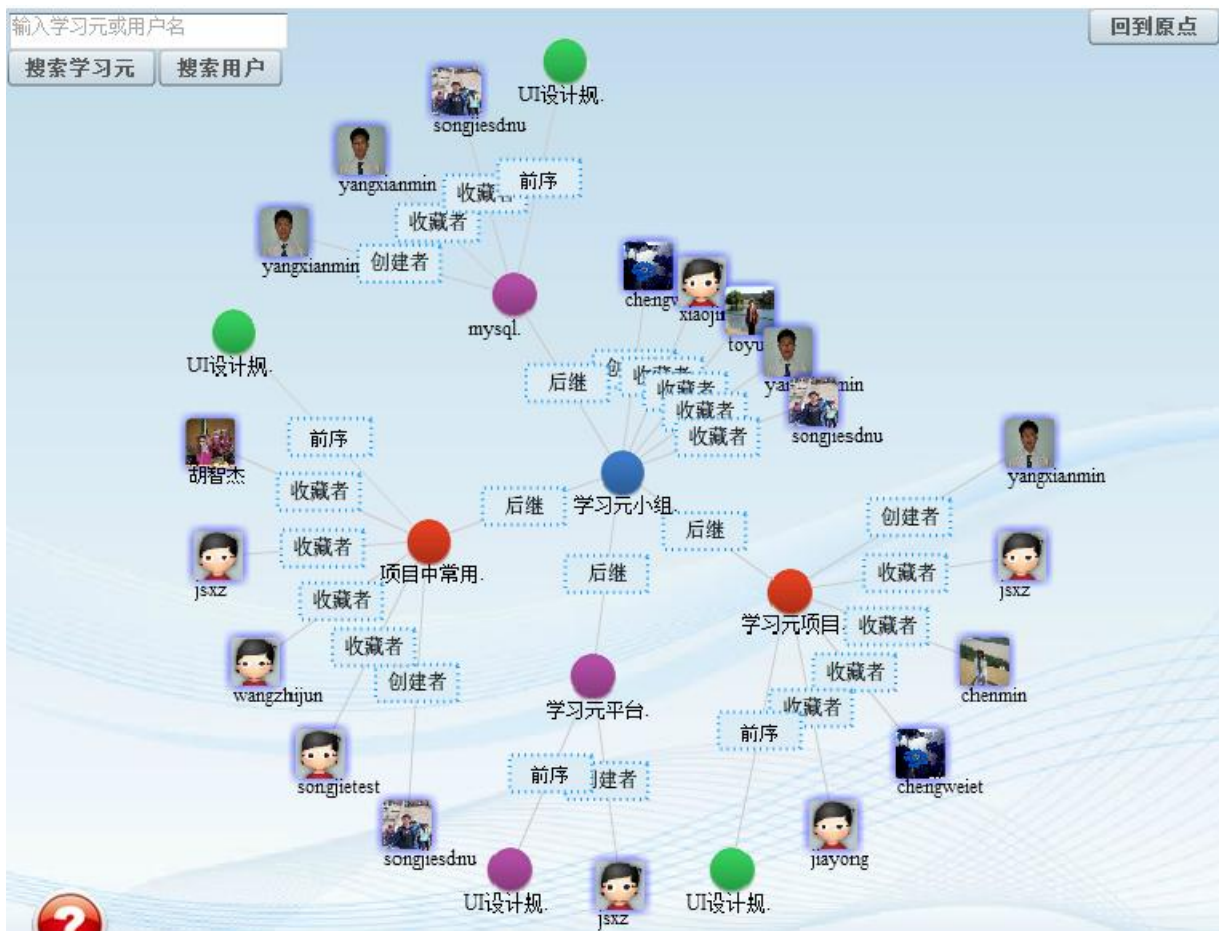 输入学习元或用户名
回到原点
搜索学习元
搜索用户
UI设计规.
songjiesdnu
yangxianmin
前序
收藏者
收藏者
创建者
yangxianmin
mysql.
UI设计规.
后继
收藏者
收藏者
收藏者
收藏者
songjiesdnu
前序
胡智杰
收藏者
后继
学习元小组.
后继
yangxianmin
创建者
收藏者
jsxz
项目中常用.
后继
收藏者
jsxz
收藏者
学习元项目.
收藏者
收藏者
wangzhijun
创建者
收藏者
chenmin
学习元平台.
收藏者
前序
songjietest
前序
创建者
chengweiet
songjiesdnu
jiayong
UI设计规.
jsxz
UI设计规.
?